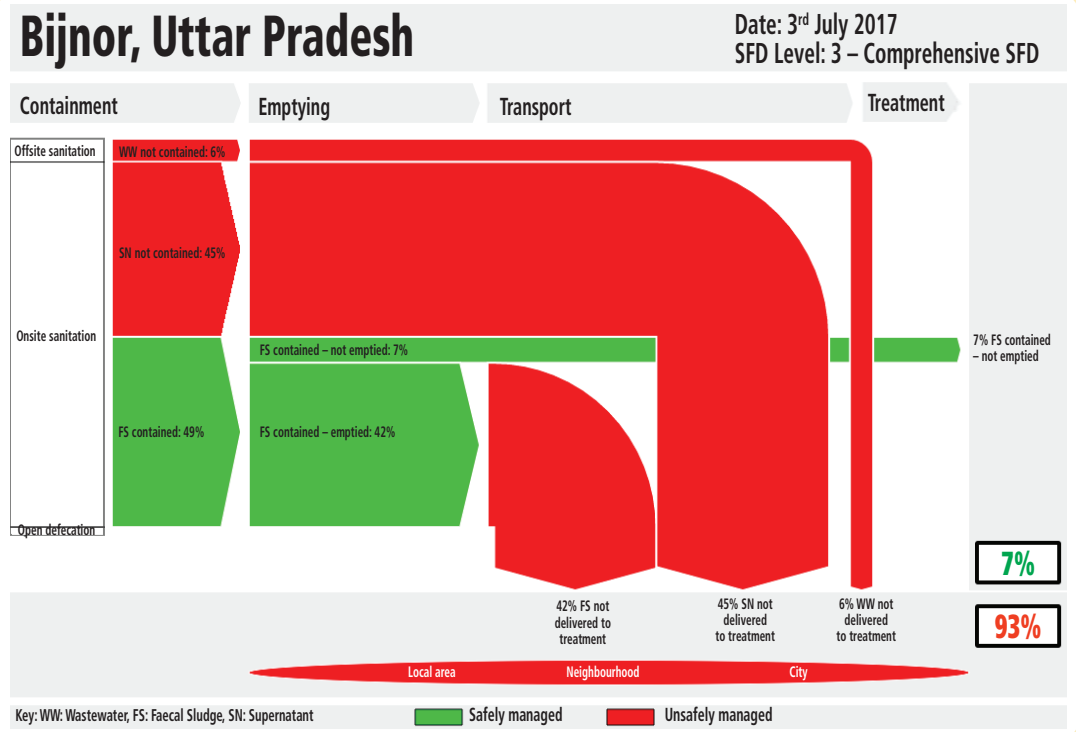 Bijnor, Uttar Pradesh
Date: 3rd July 2017
SFD Level: 3 – Comprehensive SFD
Containment
Emptying
Transport
Treatment
Offsite sanitation
WW not contained: 6%
SN not contained: 45%
Onsite sanitation
FS contained – not emptied: 7%
7% FS contained
– not emptied
FS contained: 49%
FS contained – emptied: 42%
Open defecation
7%
42% FS not
delivered to
treatment
45% SN not
delivered
to treatment
6% WW not
delivered
to treatment
93%
Local area
Neighbourhood
City
Key: WW: Wastewater, FS: Faecal Sludge, SN: Supernatant
Safely managed
Unsafely managed